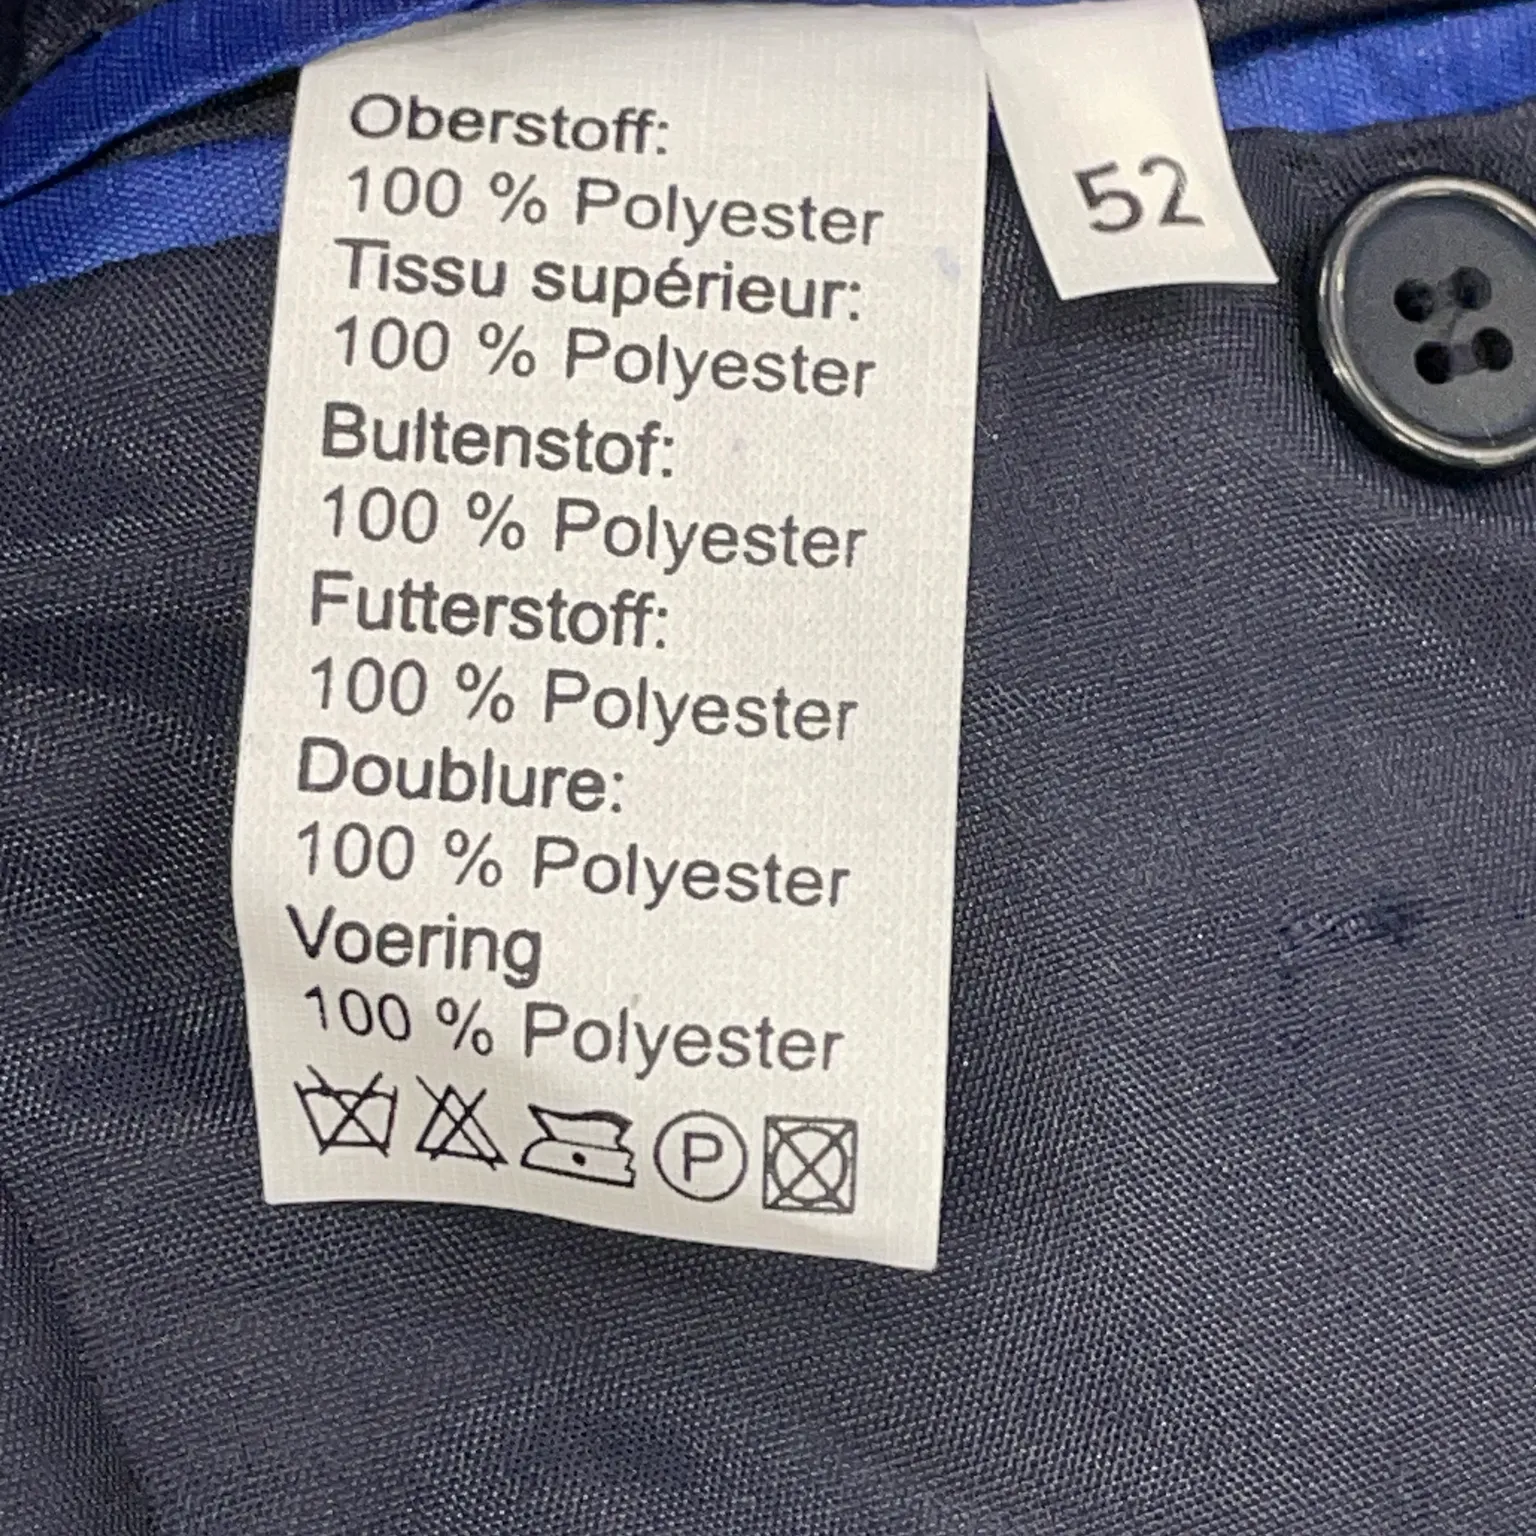 Oberstoff:
100 % Polyester
Tissu supérieur:
100 % Polyester
Bultenstof:
100 % Polyester
Futterstoff:
100 % Polyester
Doublure:
100 % Polyester
Voering
100 % Polyester
P
52